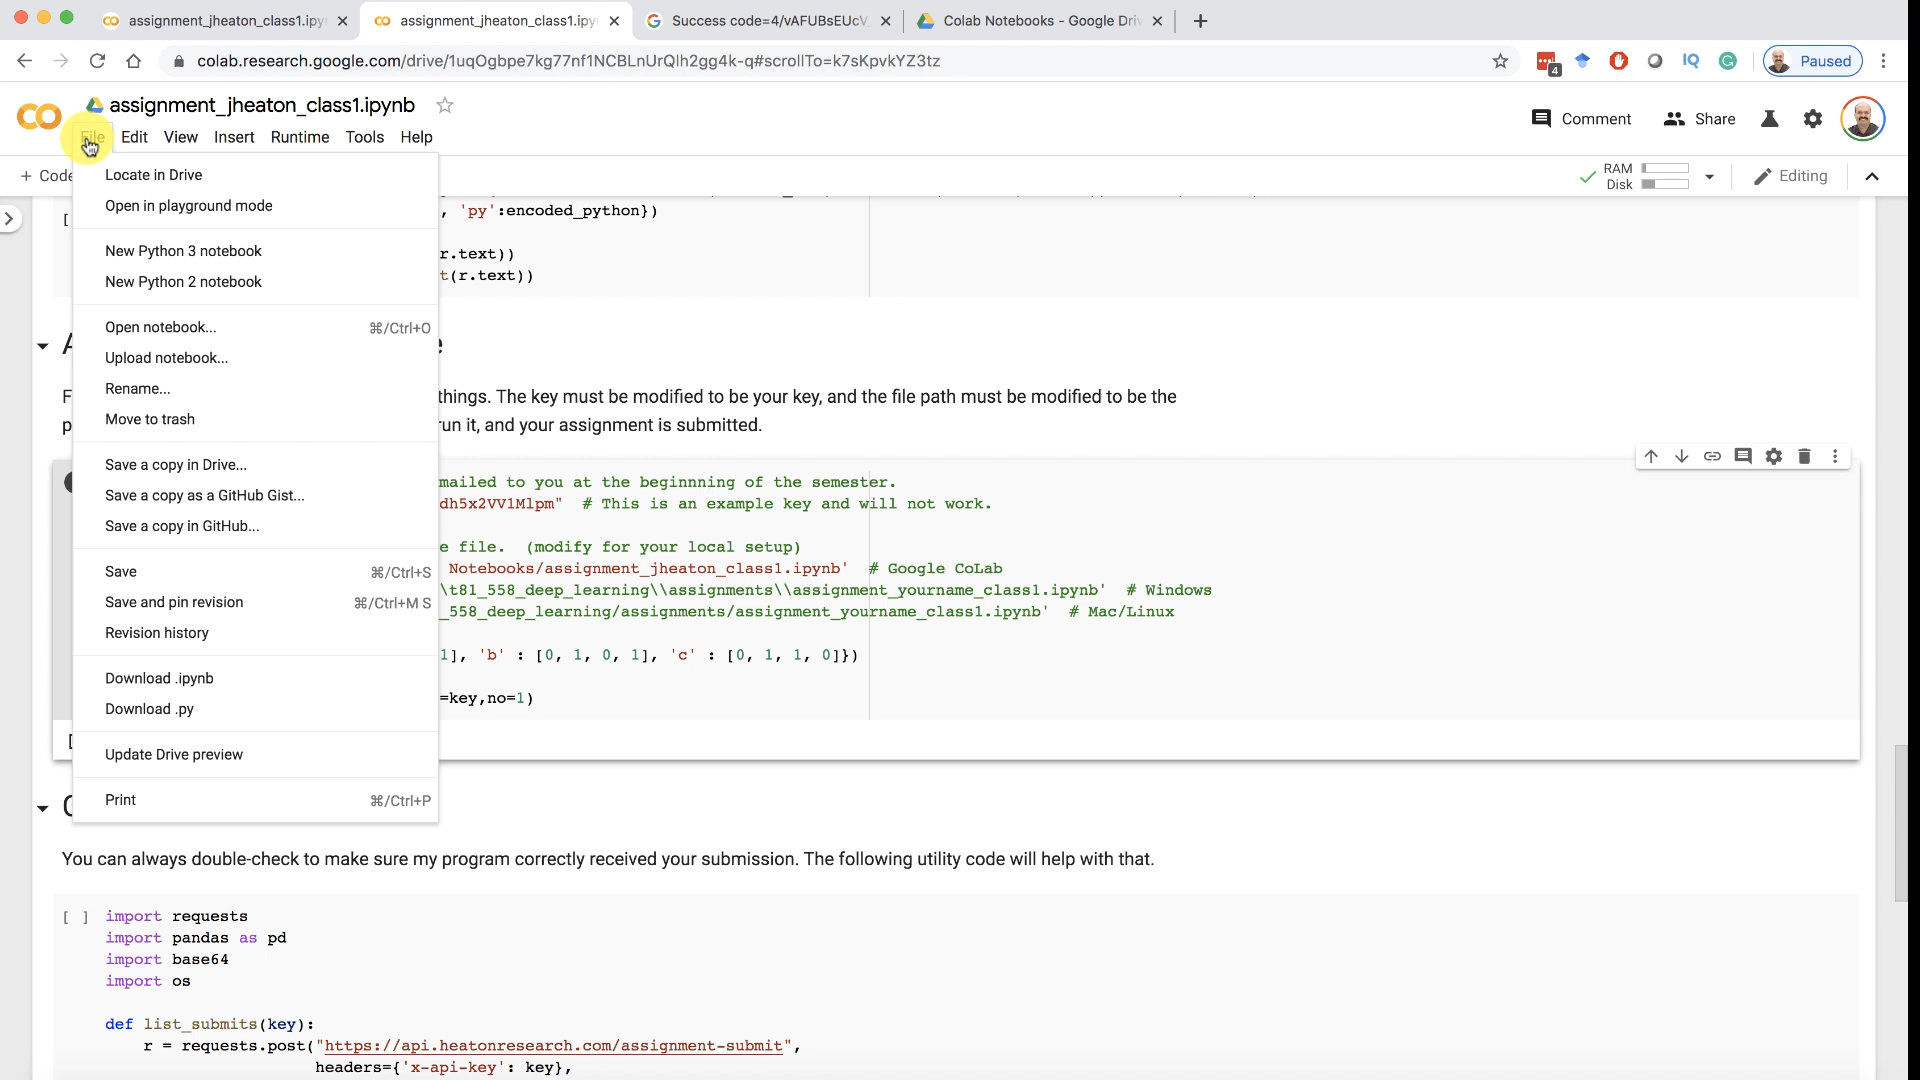 assignment_jheaton_class1.ipy
assignment_jheaton_class1.ipy
Success code=4/vAFUBsEUcV
Colab Notebooks - Google Dri
colab.research.google.com/drive/1uqOgbpe7kg77nf1NCBLnUrQlh2gg4k-q#scrollTo=k7sKpvkYZ3tz
4
IQ
Paused
assignment_jheaton_class1.ipynb
Comment
Share
File Edit View Insert Runtime Tools Help
+ Code
RAM
Disk
Editing
Locate in Drive
Open in playground mode
New Python 3 notebook
New Python 2 notebook
Open notebook... ⌘/Ctrl+O
Upload notebook...
Rename...
Move to trash
Save a copy in Drive...
Save a copy as a GitHub Gist...
Save a copy in GitHub...
Save ⌘/Ctrl+S
Save and pin revision ⌘/Ctrl+M S
Revision history
Download .ipynb
Download .py
Update Drive preview
Print ⌘/Ctrl+P
[
, 'py':encoded_python})
r.text))
t(r.text))
A
F things. The key must be modified to be your key, and the file path must be modified to be the
p run it, and your assignment is submitted.
mailed to you at the beginnning of the semester.
dh5x2VV1Mlpm" # This is an example key and will not work.
e file. (modify for your local setup)
Notebooks/assignment_jheaton_class1.ipynb' # Google CoLab
\t81_558_deep_learning\\assignments\\assignment_yourname_class1.ipynb' # Windows
_558_deep_learning/assignments/assignment_yourname_class1.ipynb' # Mac/Linux
1], 'b' : [0, 1, 0, 1], 'c' : [0, 1, 1, 0]})
=key,no=1)
[
You can always double-check to make sure my program correctly received your submission. The following utility code will help with that.
[ ] import requests
import pandas as pd
import base64
import os
def list_submits(key):
r = requests.post("https://api.heatonresearch.com/assignment-submit",
headers={'x-api-key': key},